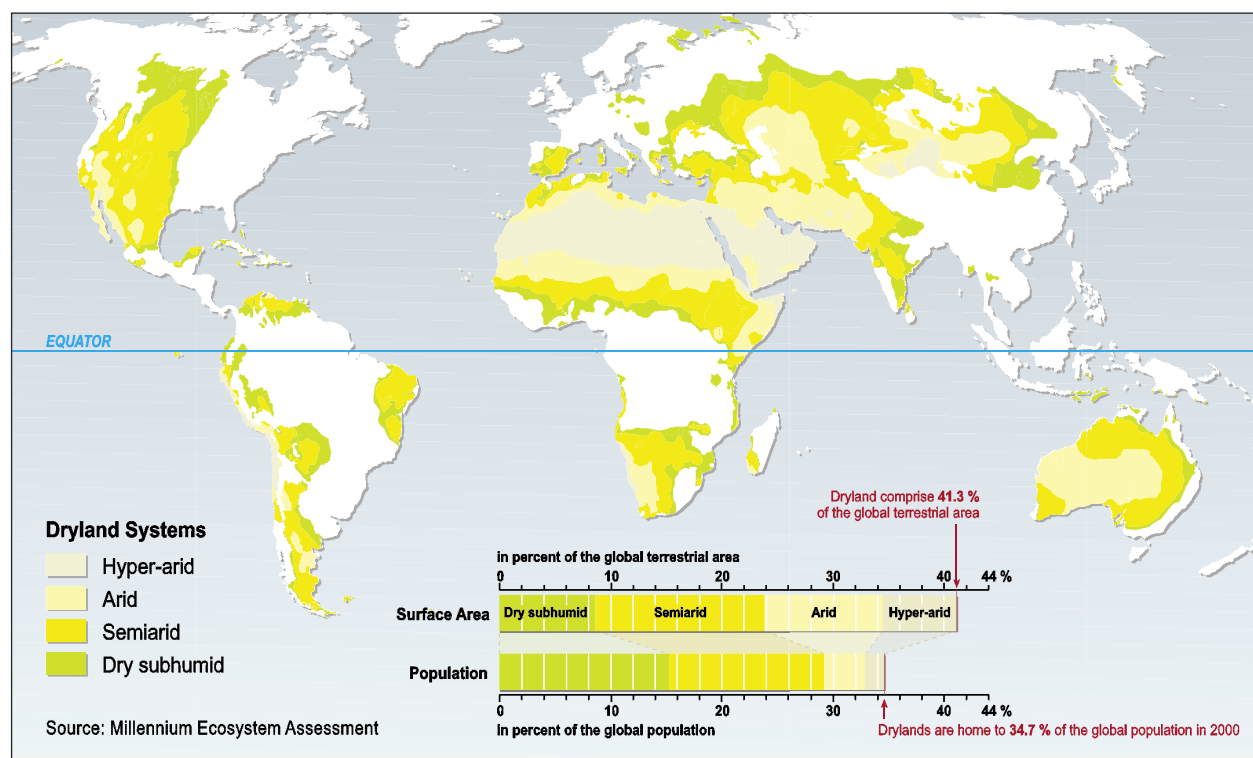 EQUATOR
Dryland Systems
Hyper-arid
Arid
Semiarid
Dry subhumid
Source: Millennium Ecosystem Assessment
Dryland comprise 41.3 %
of the global terrestrial area
in percent of the global terrestrial area
0 10 20 30 40 44 %
Surface Area Dry subhumid Semiarid Arid Hyper-arid
Population
0 10 20 30 40 44 %
in percent of the global population
Drylands are home to 34.7 % of the global population in 2000